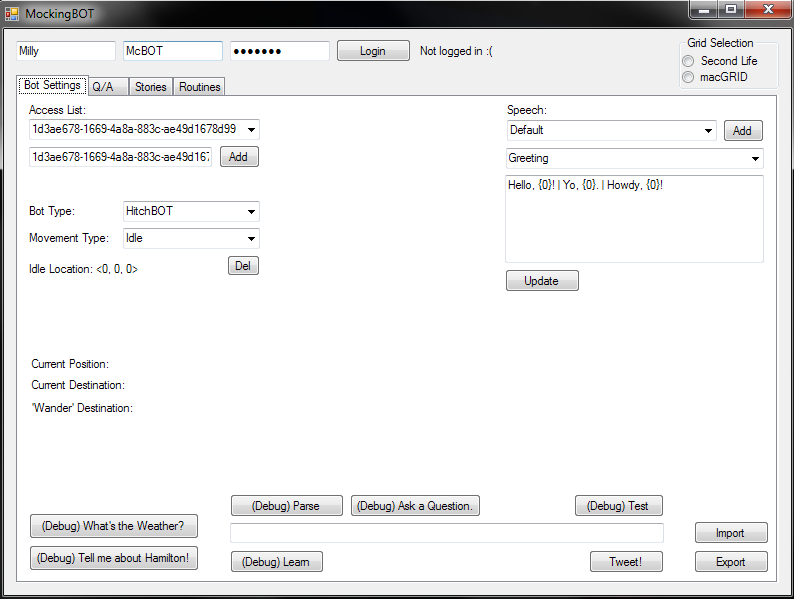 MockingBOT
Milly McBOT ●●●●●●● Login Not logged in :(
Grid Selection
Second Life
macGRID
Bot Settings Q/A Stories Routines
Access List:
1d3ae678-1669-4a8a-883c-ae49d1678d99
1d3ae678-1669-4a8a-883c-ae49d167 Add
Speech:
Default Add
Greeting
Hello, {0}! | Yo, {0}. | Howdy, {0}!
Update
Bot Type: HitchBOT
Movement Type: Idle
Idle Location: <0, 0, 0> Del
Current Position:
Current Destination:
'Wander' Destination:
(Debug) Parse (Debug) Ask a Question. (Debug) Test
(Debug) What's the Weather? Import
(Debug) Tell me about Hamilton! (Debug) Learn Tweet! Export